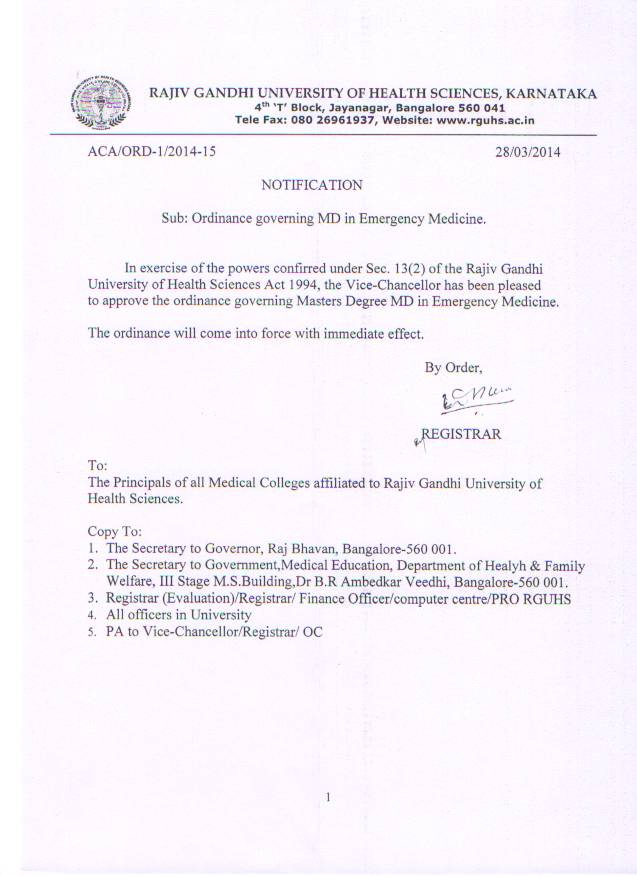 RAJIV GANDHI UNIVERSITY OF HEALTH SCIENCES, KARNATAKA
4th 'T' Block, Jayanagar, Bangalore 560 041
Tele Fax: 080 26961937, Website: www.rguhs.ac.in
ACA/ORD-1/2014-15 28/03/2014
NOTIFICATION
Sub: Ordinance governing MD in Emergency Medicine.
In exercise of the powers confirred under Sec. 13(2) of the Rajiv Gandhi
University of Health Sciences Act 1994, the Vice-Chancellor has been pleased
to approve the ordinance governing Masters Degree MD in Emergency Medicine.
The ordinance will come into force with immediate effect.
By Order,
REGISTRAR
To:
The Principals of all Medical Colleges affiliated to Rajiv Gandhi University of
Health Sciences.
Copy To:
1. The Secretary to Governor, Raj Bhavan, Bangalore-560 001.
2. The Secretary to Government,Medical Education, Department of Healyh & Family
Welfare, III Stage M.S.Building,Dr B.R Ambedkar Veedhi, Bangalore-560 001.
3. Registrar (Evaluation)/Registrar/ Finance Officer/computer centre/PRO RGUHS
4. All officers in University
5. PA to Vice-Chancellor/Registrar/ OC
1